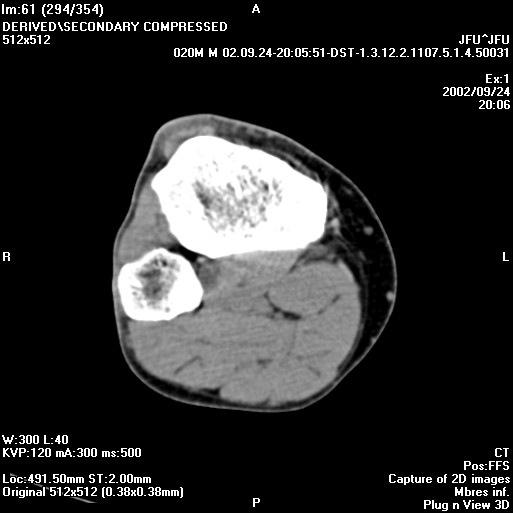 Im:61 (294/354)
A
DERIVED\SECONDARY COMPRESSED
512x512
JFU^JFU
020M M 02.09.24-20:05:51-DST-1.3.12.2.1107.5.1.4.50031
Ex:1
2002/09/24
20:06
R
L
W:300 L:40
KVP:120 mA:300 ms:500
CT
Pos:FFS
Loc:491.50mm ST:2.00mm
Capture of 2D images
Original 512x512 (0.38x0.38mm)
Mbres inf.
P
Plug n View 3D